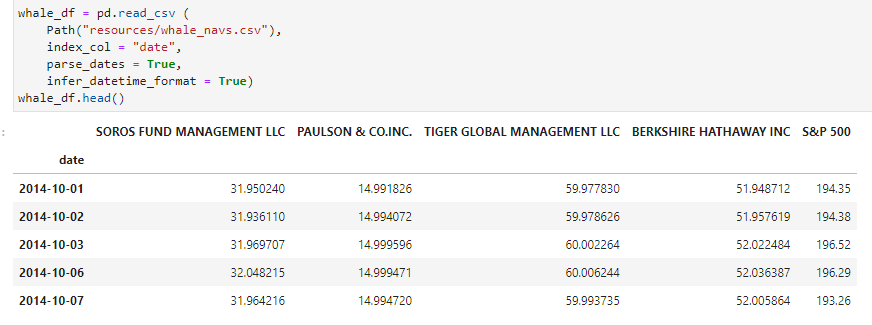 whale_df = pd.read_csv (
    Path("resources/whale_navs.csv"),
    index_col = "date",
    parse_dates = True,
    infer_datetime_format = True)
whale_df.head()
:
SOROS FUND MANAGEMENT LLC PAULSON & CO.INC. TIGER GLOBAL MANAGEMENT LLC BERKSHIRE HATHAWAY INC S&P 500
date
2014-10-01 31.950240 14.991826 59.977830 51.948712 194.35
2014-10-02 31.936110 14.994072 59.978626 51.957619 194.38
2014-10-03 31.969707 14.999596 60.002264 52.022484 196.52
2014-10-06 32.048215 14.999471 60.006244 52.036387 196.29
2014-10-07 31.964216 14.994720 59.993735 52.005864 193.26